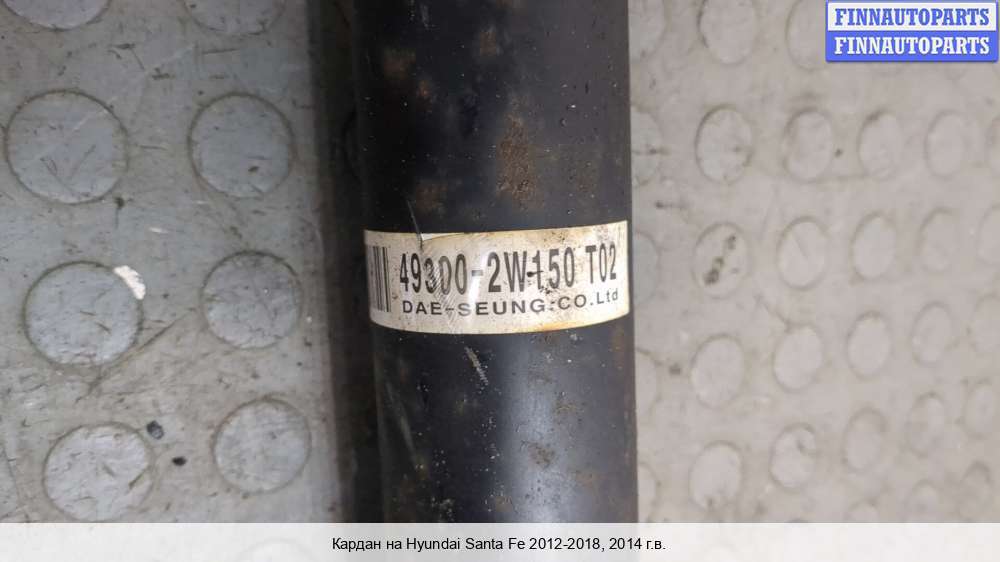 FINNAUTOPARTS
FINNAUTOPARTS
49300-2W150 T02
DAE-SEUNG.CO.Ltd
Кардан на Hyundai Santa Fe 2012-2018, 2014 г.в.